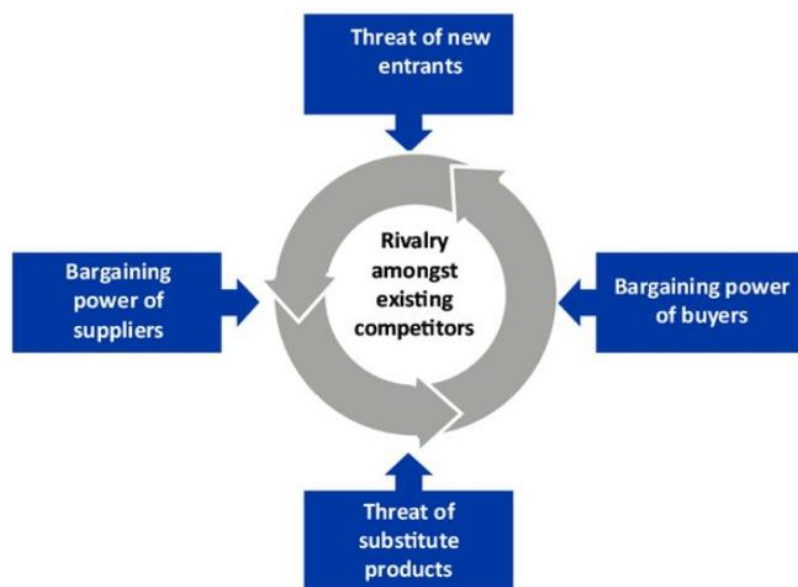 Threat of new
entrants
Bargaining
power of
suppliers
Rivalry
amongst
existing
competitors
Bargaining power
of buyers
Threat of
substitute
products